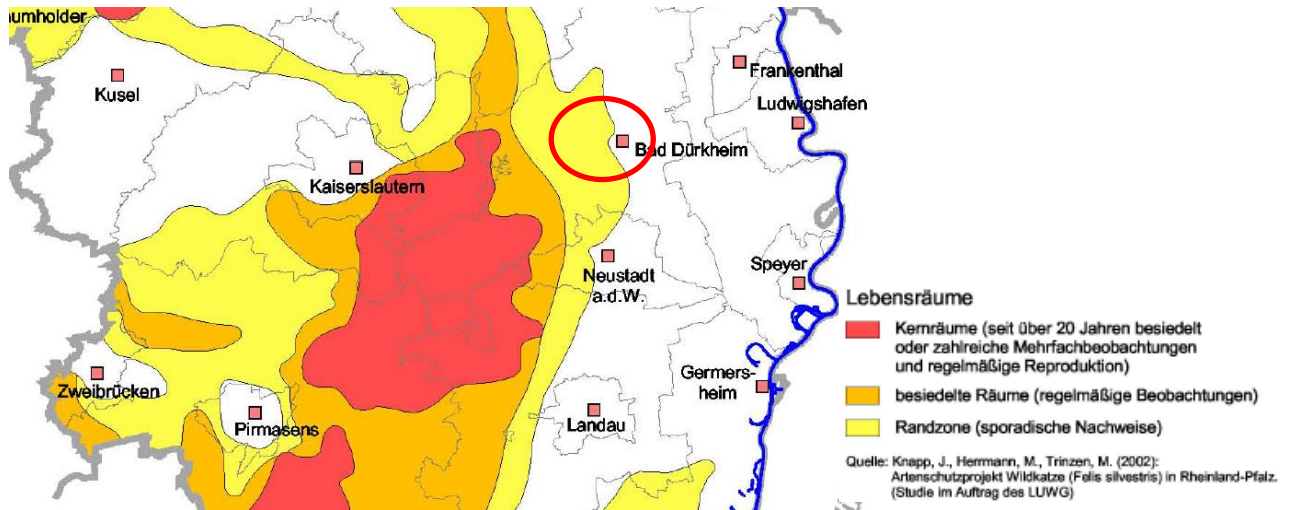 umholder
Kusel
Kaiserslautern
Bad Dürkheim
Frankenthal
Ludwigshafen
Neustadt
a.d.W.
Speyer
Germers-
heim
Zweibrücken
Pirmasens
Landau
Lebensräume
Kernräume (seit über 20 Jahren besiedelt
oder zahlreiche Mehrfachbeobachtungen
und regelmäßige Reproduktion)
besiedelte Räume (regelmäßige Beobachtungen)
Randzone (sporadische Nachweise)
Quelle: Knapp, J., Herrmann, M., Trinzen, M. (2002):
Artenschutzprojekt Wildkatze (Felis silvestris) in Rheinland-Pfalz.
(Studie im Auftrag des LUWG)